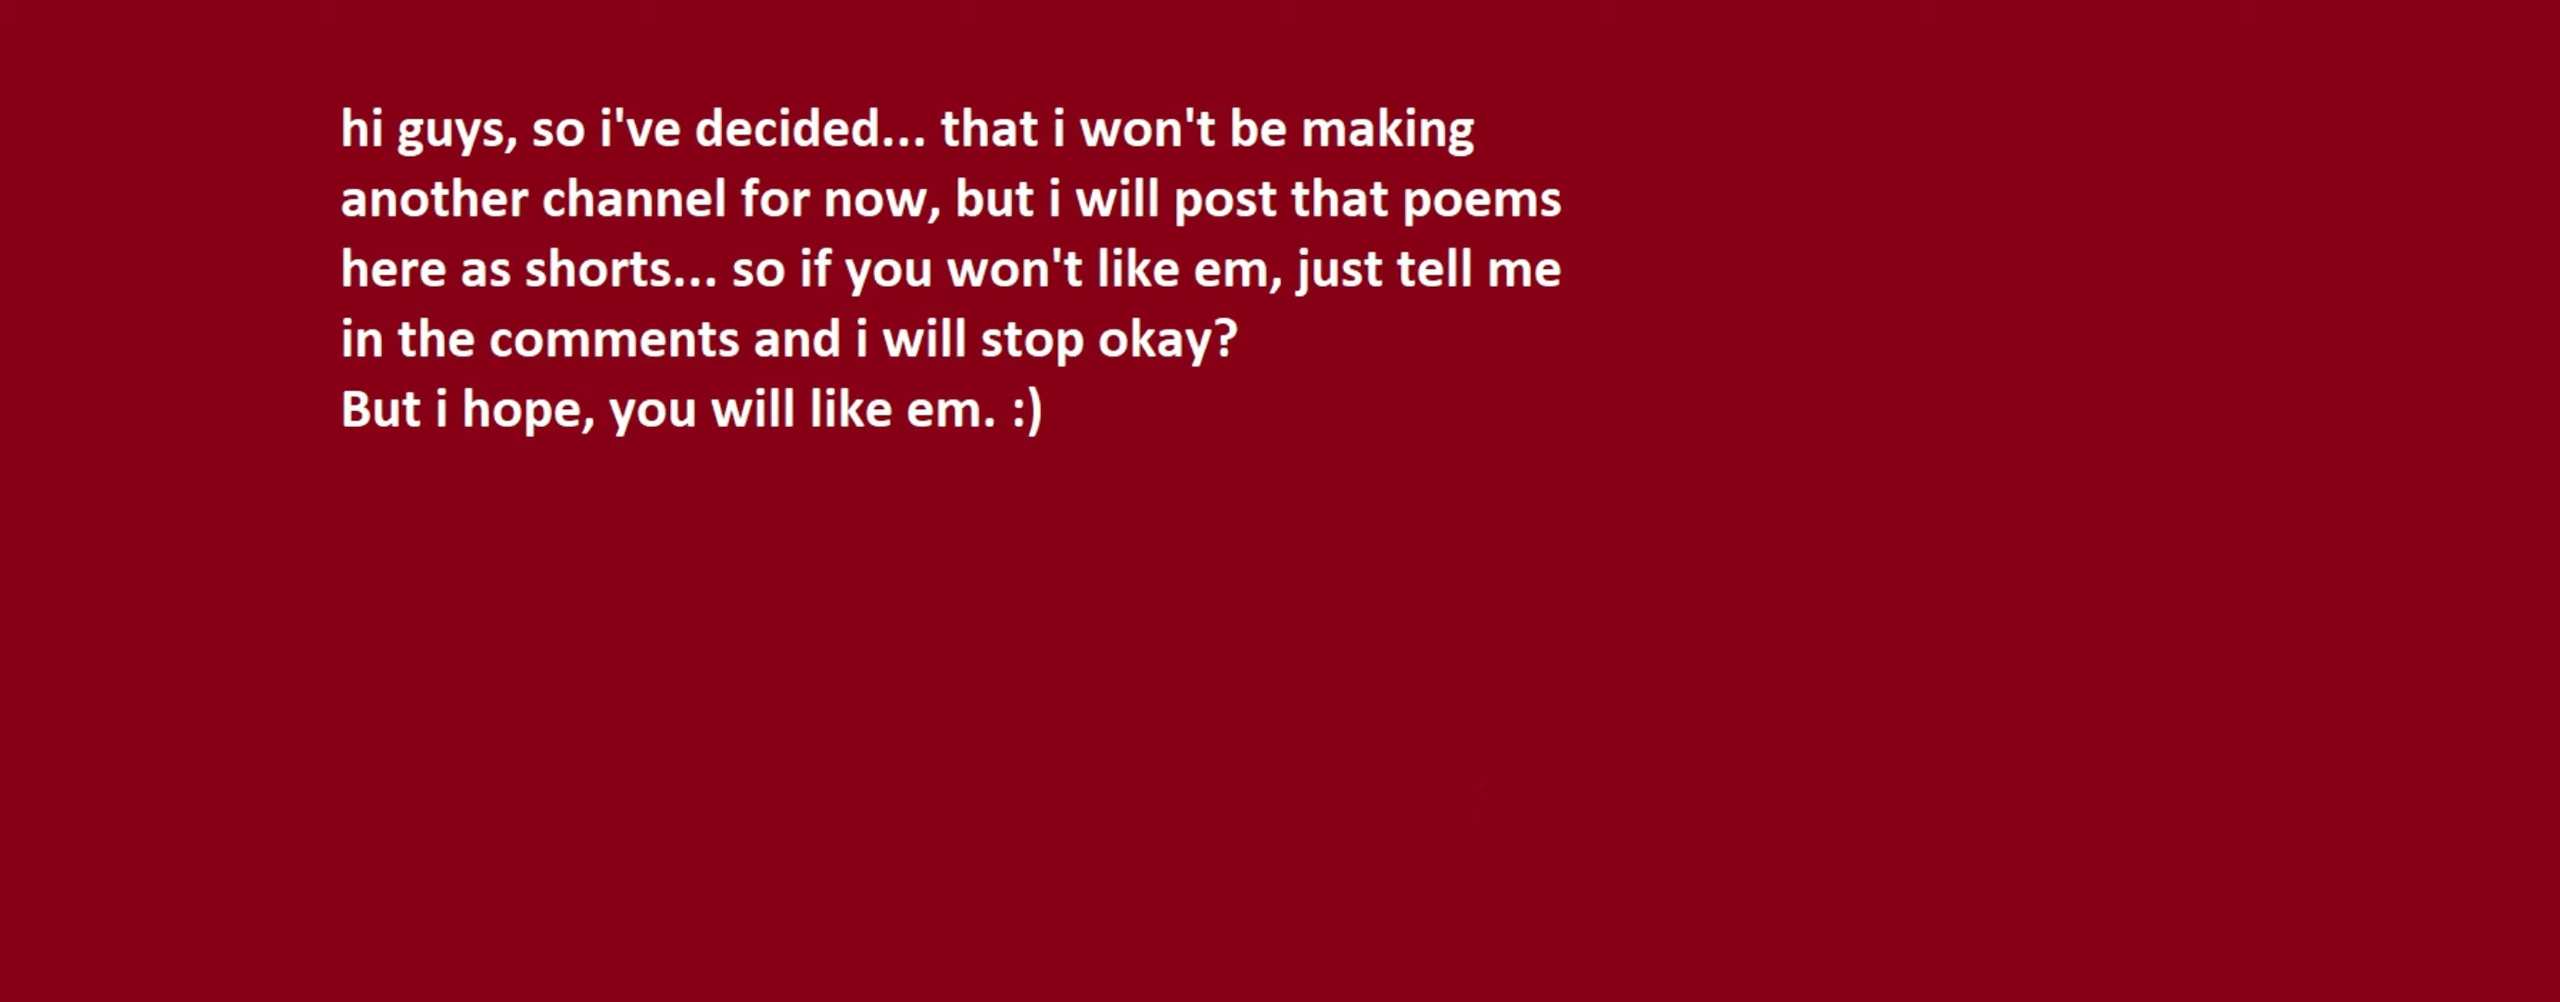 hi guys, so i've decided... that i won't be making
another channel for now, but i will post that poems
here as shorts... so if you won't like em, just tell me
in the comments and i will stop okay?
But i hope, you will like em. :)